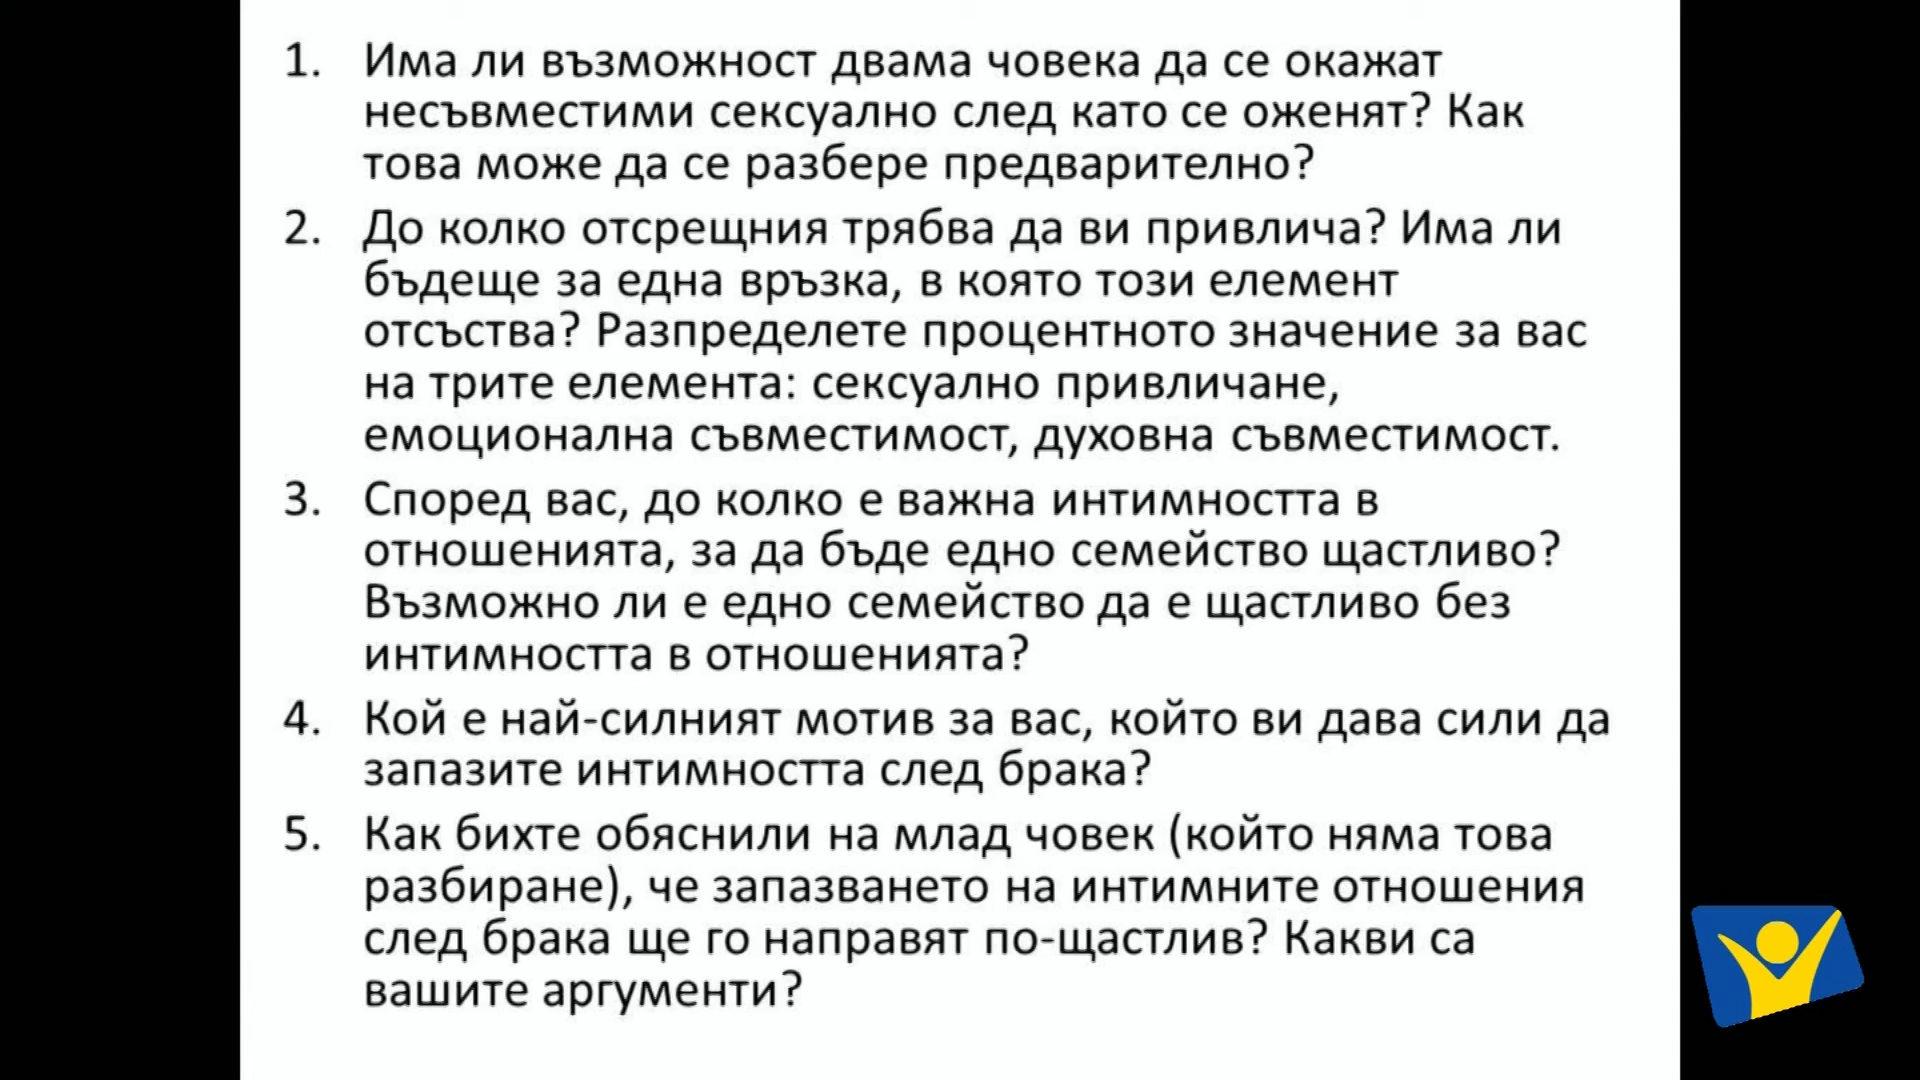 1. Има ли възможност двама човека да се окажат
несъвместими сексуално след като се оженят? Как
това може да се разбере предварително?
2. До колко отсрещния трябва да ви привлича? Има ли
бъдеще за една връзка, в която този елемент
отсъства? Разпределете процентното значение за вас
на трите елемента: сексуално привличане,
емоционална съвместимост, духовна съвместимост.
3. Според вас, до колко е важна интимността в
отношенията, за да бъде едно семейство щастливо?
Възможно ли е едно семейство да е щастливо без
интимността в отношенията?
4. Кой е най-силният мотив за вас, който ви дава сили да
запазите интимността след брака?
5. Как бихте обяснили на млад човек (който няма това
разбиране), че запазването на интимните отношения
след брака ще го направят по-щастлив? Какви са
вашите аргументи?